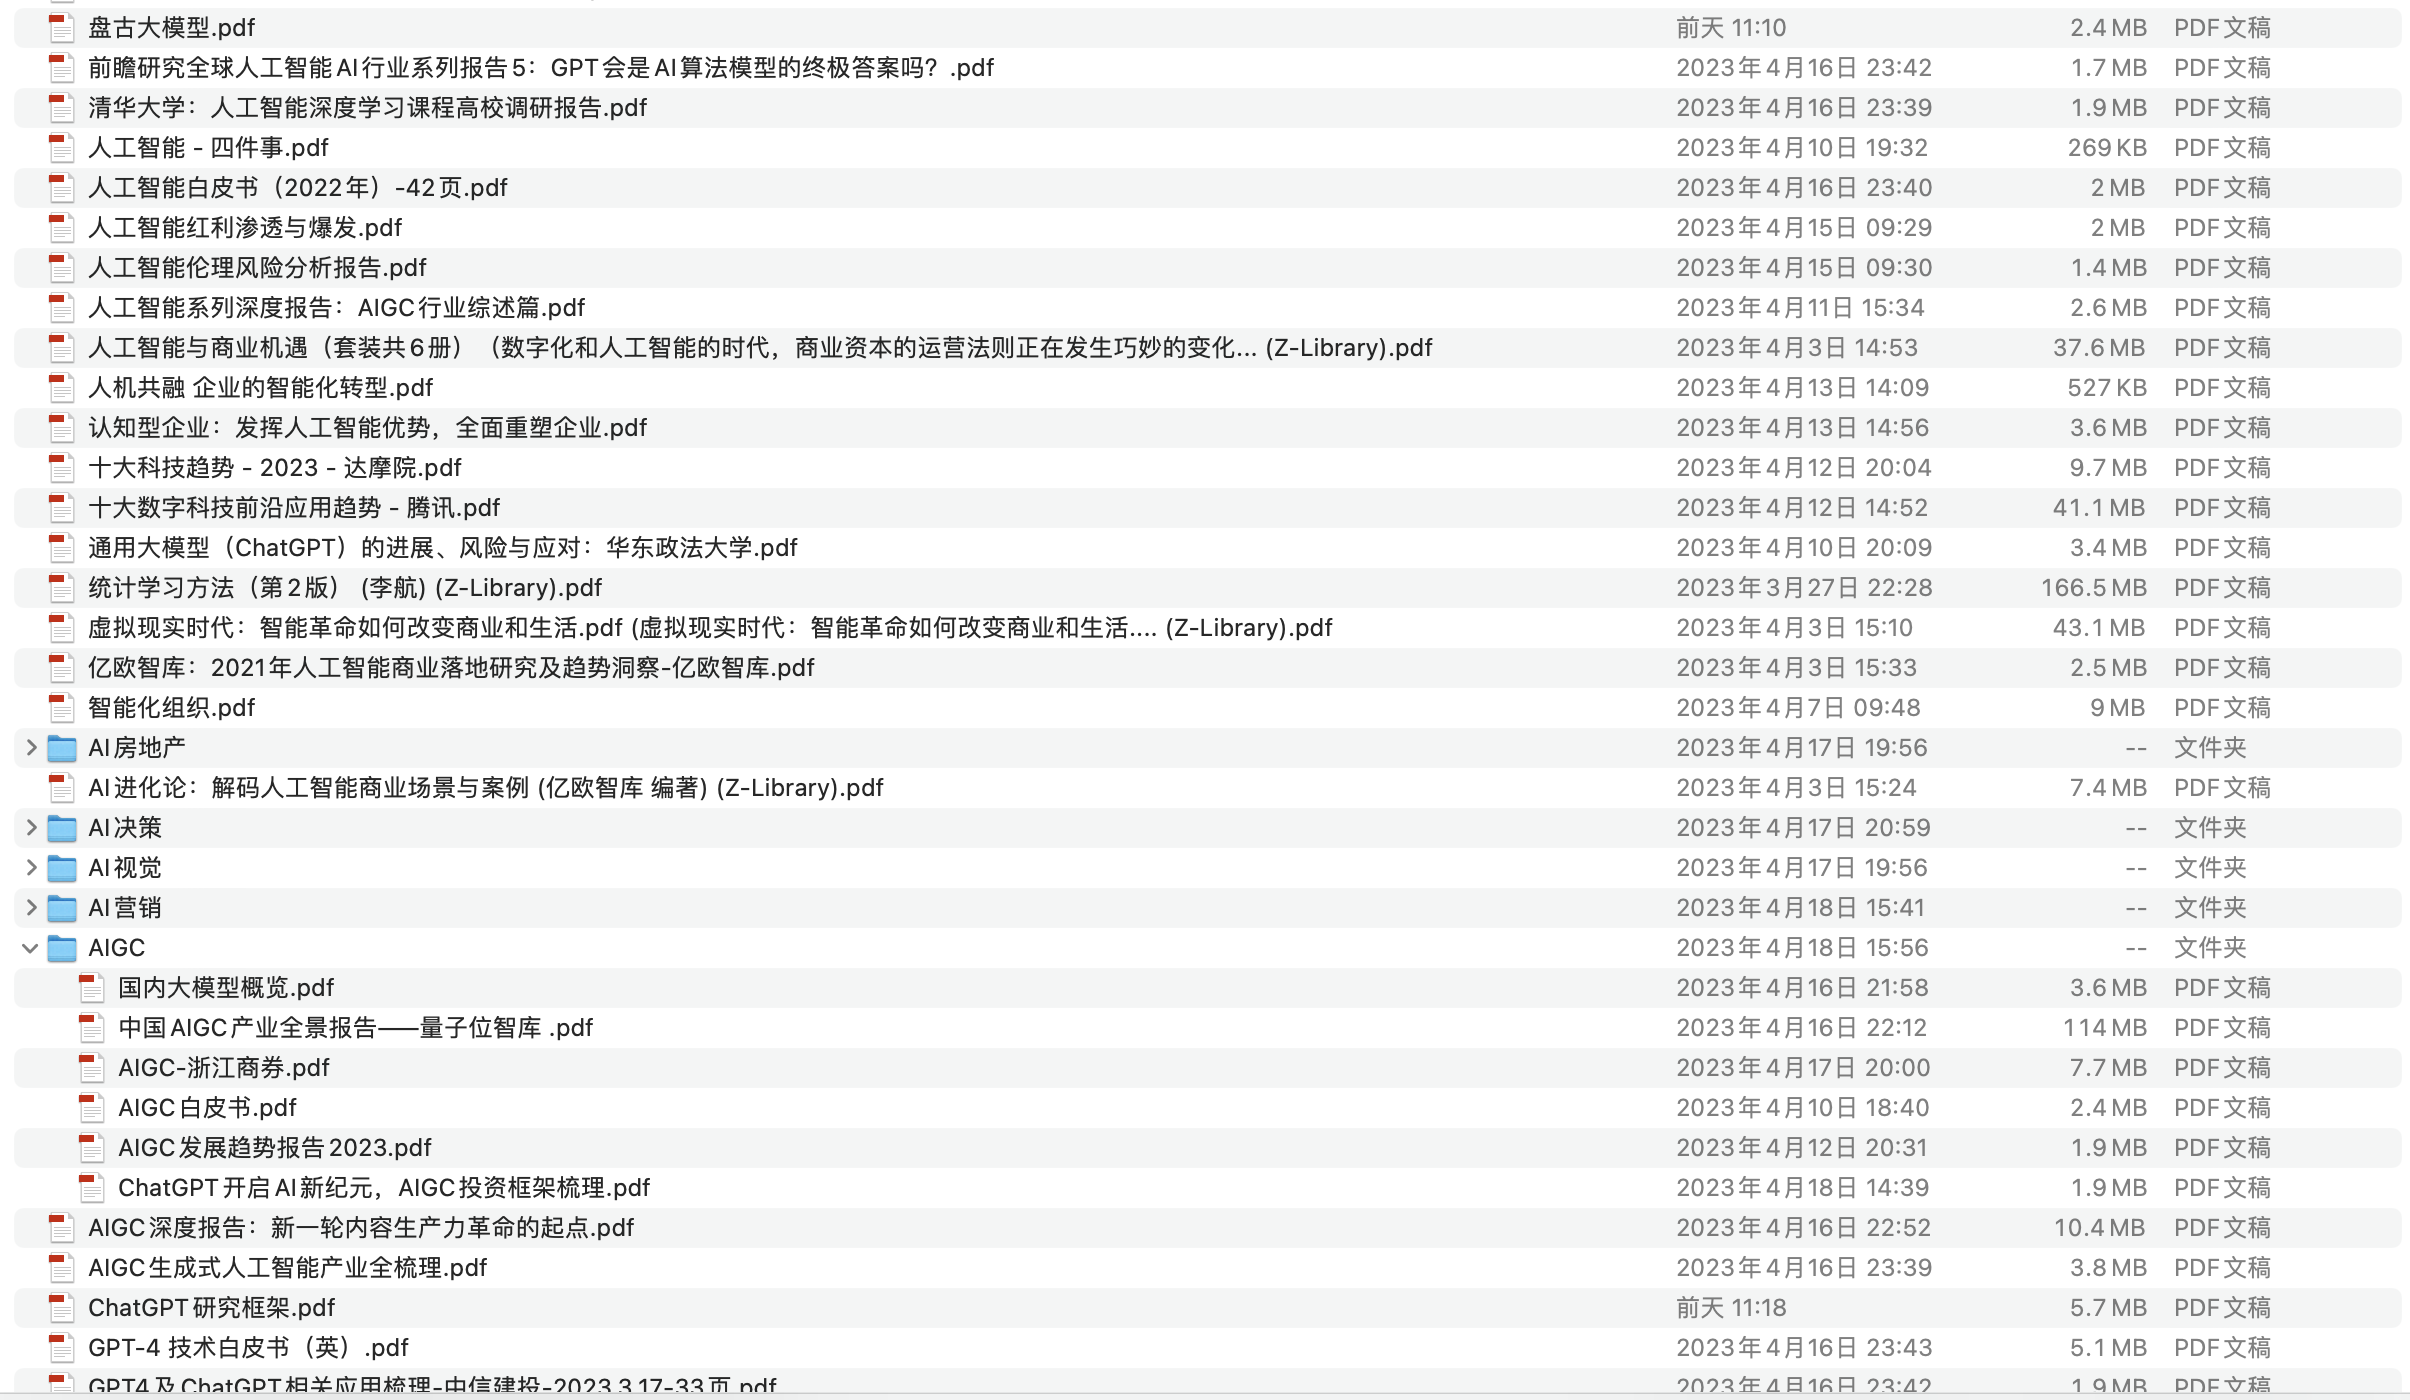 盘古大模型.pdf 前天 11:10 2.4 MB PDF文稿
前瞻研究全球人工智能AI行业系列报告5：GPT会是AI算法模型的终极答案吗？.pdf 2023年4月16日 23:42 1.7 MB PDF文稿
清华大学：人工智能深度学习课程高校调研报告.pdf 2023年4月16日 23:39 1.9 MB PDF文稿
人工智能 - 四件事.pdf 2023年4月10日 19:32 269 KB PDF文稿
人工智能白皮书（2022年）-42页.pdf 2023年4月16日 23:40 2 MB PDF文稿
人工智能红利渗透与爆发.pdf 2023年4月15日 09:29 2 MB PDF文稿
人工智能伦理风险分析报告.pdf 2023年4月15日 09:30 1.4 MB PDF文稿
人工智能系列深度报告：AIGC行业综述篇.pdf 2023年4月11日 15:34 2.6 MB PDF文稿
人工智能与商业机遇（套装共6册）（数字化和人工智能的时代，商业资本的运营法则正在发生巧妙的变化... (Z-Library).pdf 2023年4月3日 14:53 37.6 MB PDF文稿
人机共融 企业的智能化转型.pdf 2023年4月13日 14:09 527 KB PDF文稿
认知型企业：发挥人工智能优势，全面重塑企业.pdf 2023年4月13日 14:56 3.6 MB PDF文稿
十大科技趋势 - 2023 - 达摩院.pdf 2023年4月12日 20:04 9.7 MB PDF文稿
十大数字科技前沿应用趋势 - 腾讯.pdf 2023年4月12日 14:52 41.1 MB PDF文稿
通用大模型（ChatGPT）的进展、风险与应对：华东政法大学.pdf 2023年4月10日 20:09 3.4 MB PDF文稿
统计学习方法（第2版） (李航) (Z-Library).pdf 2023年3月27日 22:28 166.5 MB PDF文稿
虚拟现实时代：智能革命如何改变商业和生活.pdf (虚拟现实时代：智能革命如何改变商业和生活.... (Z-Library).pdf 2023年4月3日 15:10 43.1 MB PDF文稿
亿欧智库：2021年人工智能商业落地研究及趋势洞察-亿欧智库.pdf 2023年4月3日 15:33 2.5 MB PDF文稿
智能化组织.pdf 2023年4月7日 09:48 9 MB PDF文稿
AI房地产 2023年4月17日 19:56 -- 文件夹
AI进化论：解码人工智能商业场景与案例 (亿欧智库 编著) (Z-Library).pdf 2023年4月3日 15:24 7.4 MB PDF文稿
AI决策 2023年4月17日 20:59 -- 文件夹
AI视觉 2023年4月17日 19:56 -- 文件夹
AI营销 2023年4月18日 15:41 -- 文件夹
AIGC 2023年4月18日 15:56 -- 文件夹
国内大模型概览.pdf 2023年4月16日 21:58 3.6 MB PDF文稿
中国AIGC产业全景报告——量子位智库 .pdf 2023年4月16日 22:12 114 MB PDF文稿
AIGC-浙江商券.pdf 2023年4月17日 20:00 7.7 MB PDF文稿
AIGC白皮书.pdf 2023年4月10日 18:40 2.4 MB PDF文稿
AIGC发展趋势报告2023.pdf 2023年4月12日 20:31 1.9 MB PDF文稿
ChatGPT开启AI新纪元，AIGC投资框架梳理.pdf 2023年4月18日 14:39 1.9 MB PDF文稿
AIGC深度报告：新一轮内容生产力革命的起点.pdf 2023年4月16日 22:52 10.4 MB PDF文稿
AIGC生成式人工智能产业全梳理.pdf 2023年4月16日 23:39 3.8 MB PDF文稿
ChatGPT研究框架.pdf 前天 11:18 5.7 MB PDF文稿
GPT-4 技术白皮书（英）.pdf 2023年4月16日 23:43 5.1 MB PDF文稿
GPT4及ChatGPT相关应用梳理-中信建投-2023.3.17-33页.pdf 2023年4月16日 23:42 1.9 MB PDF文稿